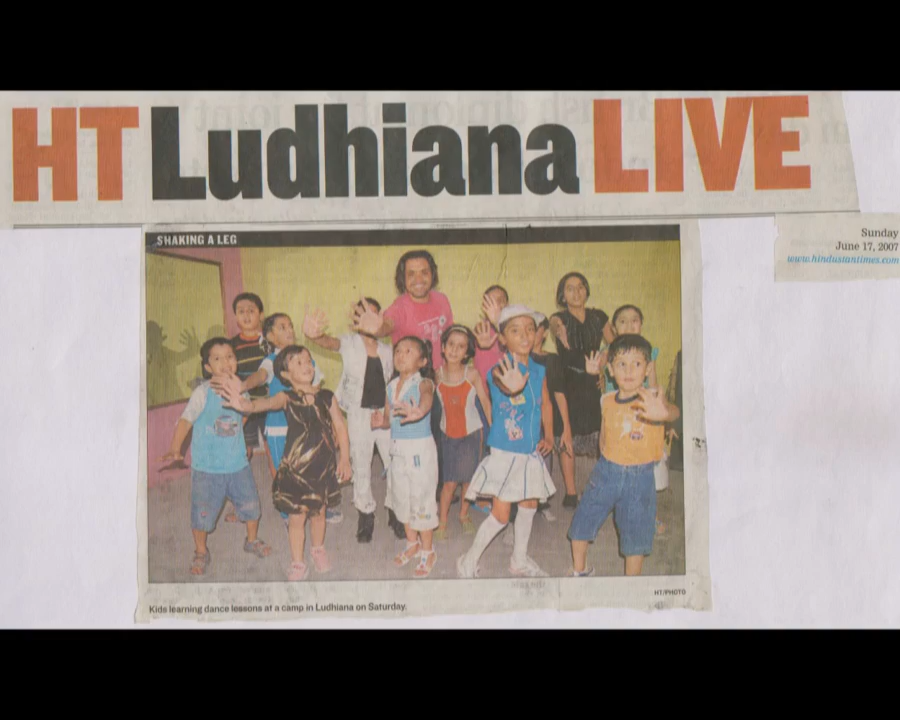 HT Ludhiana LIVE
Sunday
June 17, 2007
www.hindustantimes.com
SHAKING A LEG
HT/PHOTO
Kids learning dance lessons at a camp in Ludhiana on Saturday.